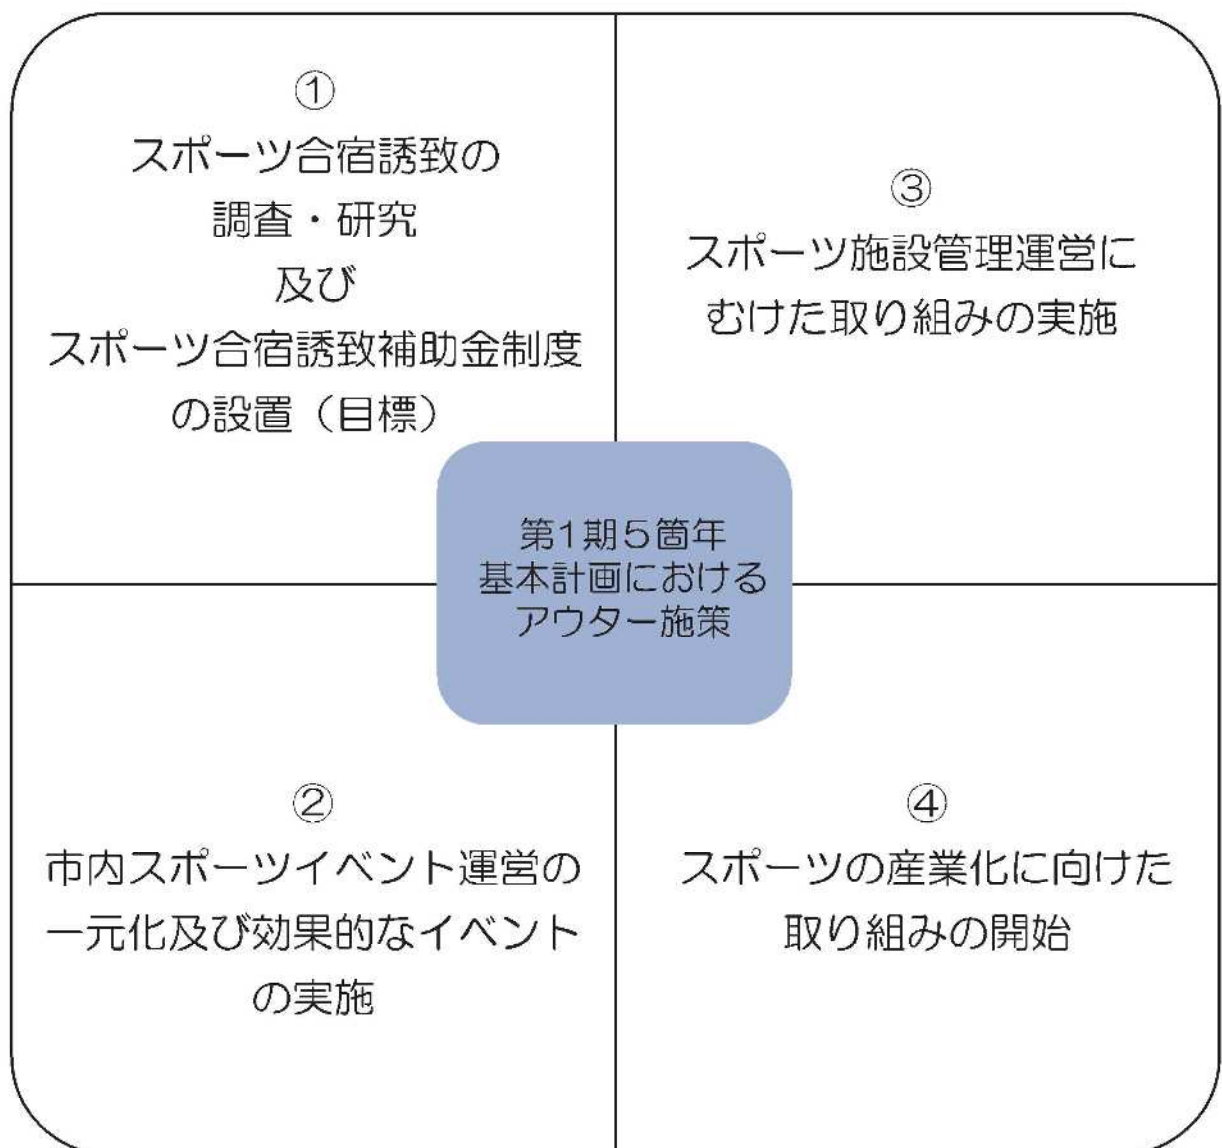 ①
スポーツ合宿誘致の
調査・研究
及び
スポーツ合宿誘致補助金制度
の設置（目標）
②
市内スポーツイベント運営の
一元化及び効果的なイベント
の実施
③
スポーツ施設管理運営に
むけた取り組みの実施
④
スポーツの産業化に向けた
取り組みの開始
第1期５箇年
基本計画における
アウター施策